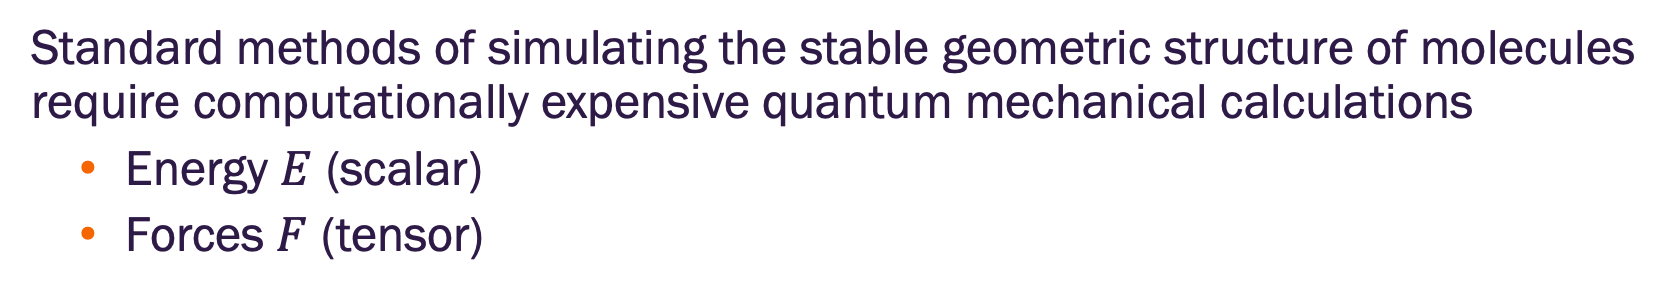 Standard methods of simulating the stable geometric structure of molecules
require computationally expensive quantum mechanical calculations
• Energy E (scalar)
• Forces F (tensor)